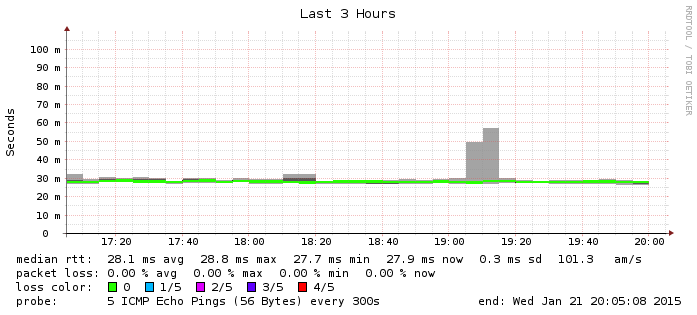 Last 3 Hours
RRDTOOL / TOBI OETIKER
Seconds
100 m
90 m
80 m
70 m
60 m
50 m
40 m
30 m
20 m
10 m
0
17:20 17:40 18:00 18:20 18:40 19:00 19:20 19:40 20:00
median rtt: 28.1 ms avg 28.8 ms max 27.7 ms min 27.9 ms now 0.3 ms sd 101.3 am/s
packet loss: 0.00 % avg 0.00 % max 0.00 % min 0.00 % now
loss color: 0 1/5 2/5 3/5 4/5
probe: 5 ICMP Echo Pings (56 Bytes) every 300s end: Wed Jan 21 20:05:08 2015